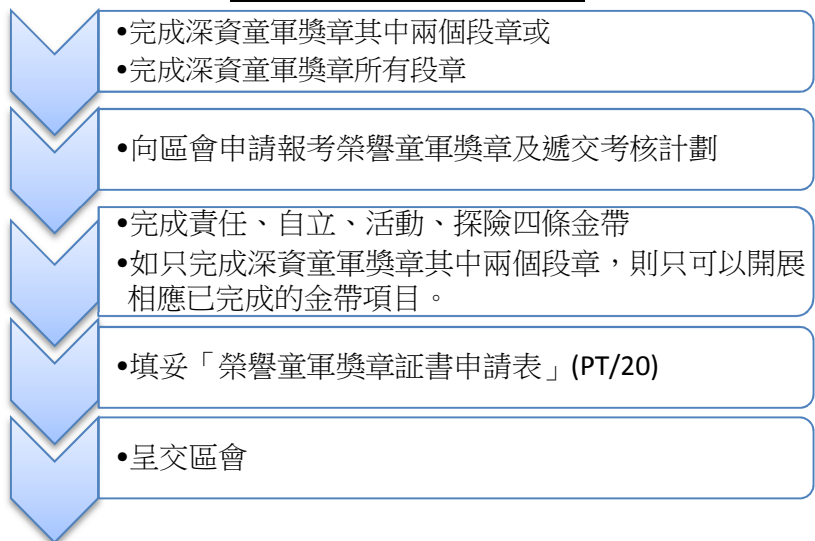 •完成深資童軍獎章其中兩個段章或
•完成深資童軍獎章所有段章
•向區會申請報考榮譽童軍獎章及遞交考核計劃
•完成責任、自立、活動、探險四條金帶
•如只完成深資童軍獎章其中兩個段章，則只可以開展
相應已完成的金帶項目。
•填妥「榮譽童軍獎章証書申請表」(PT/20)
•呈交區會